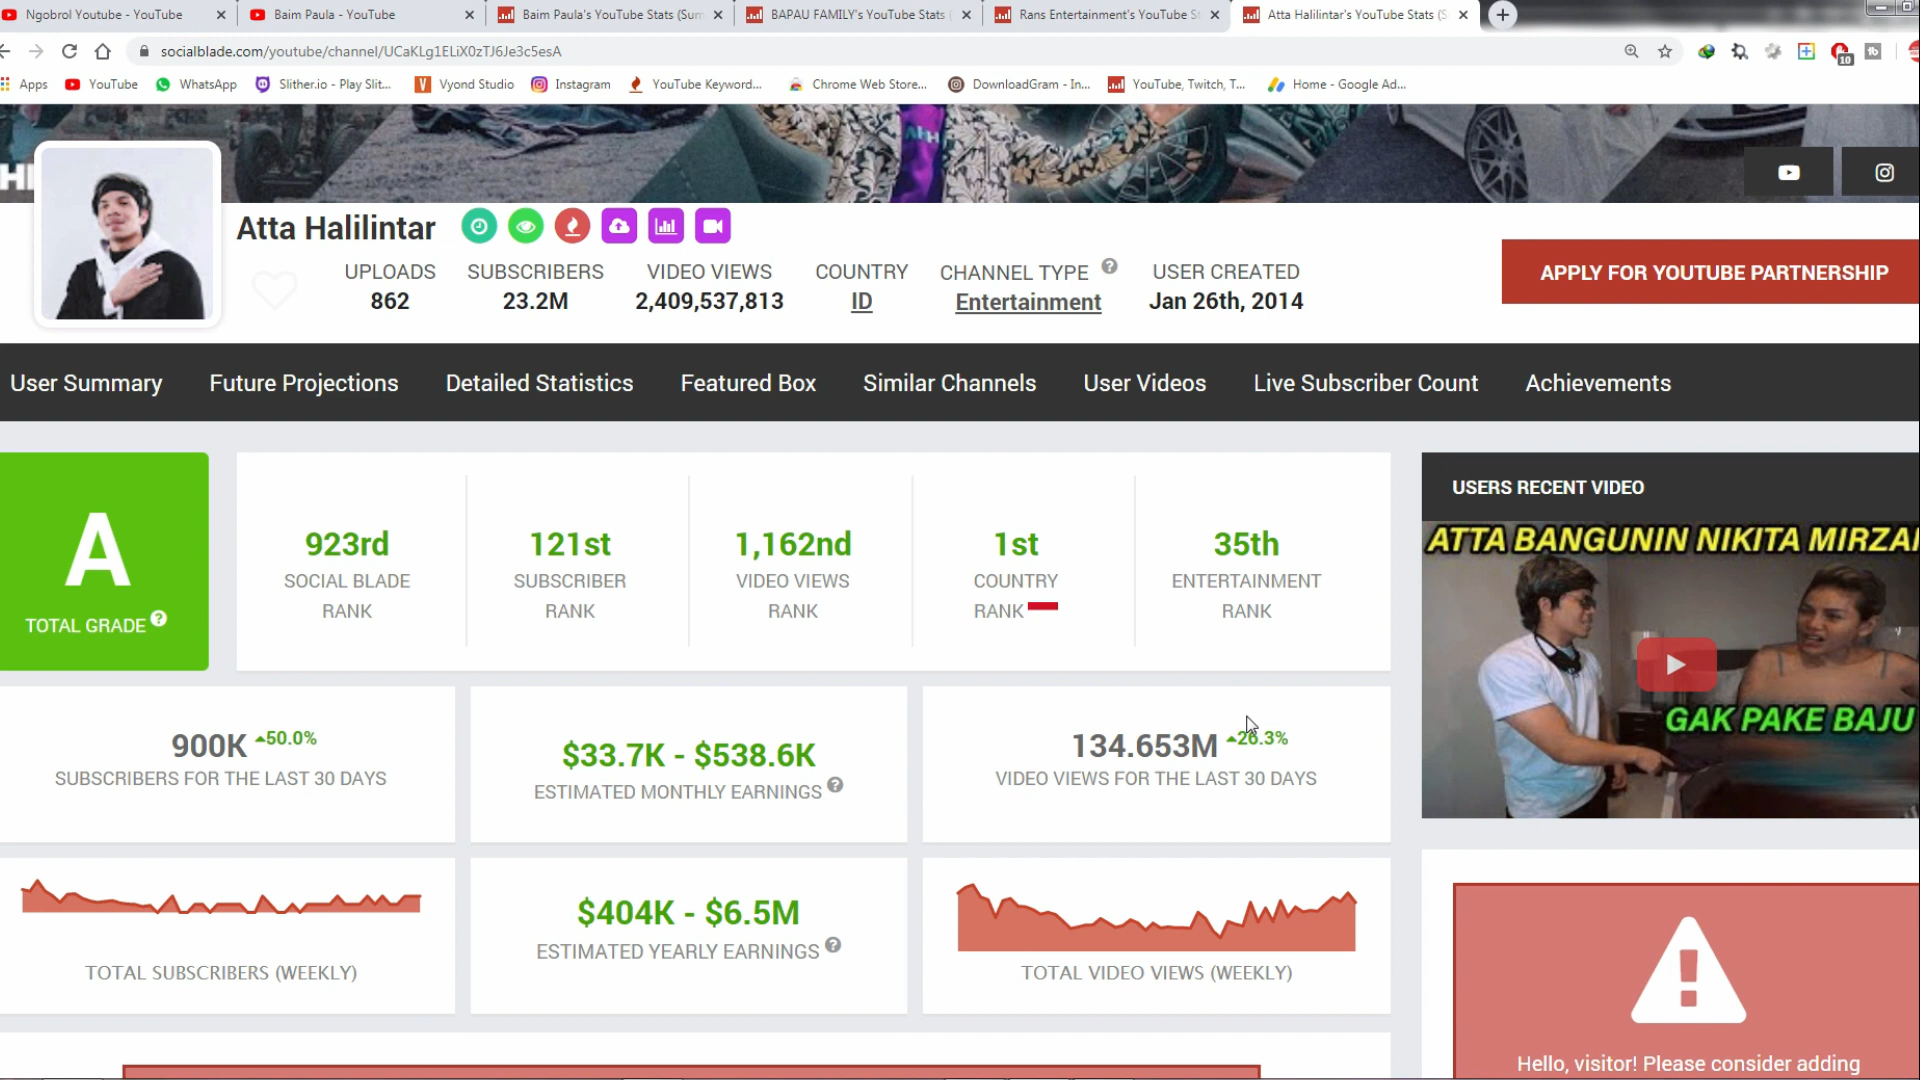 Ngobrol Youtube - YouTube
Baim Paula - YouTube
Baim Paula's YouTube Stats (Sum
BAPAU FAMILY's YouTube Stats
Rans Entertainment's YouTube S
Atta Halilintar's YouTube Stats (S
socialblade.com/youtube/channel/UCaKLg1ELiX0zTJ6Je3c5esA
10
Apps
YouTube
WhatsApp
Slither.io - Play Slit...
Vyond Studio
Instagram
YouTube Keyword...
Chrome Web Store...
DownloadGram - In...
YouTube, Twitch, T...
Home - Google Ad...
AHH
Atta Halilintar
UPLOADS
862
SUBSCRIBERS
23.2M
VIDEO VIEWS
2,409,537,813
COUNTRY
ID
CHANNEL TYPE ?
Entertainment
USER CREATED
Jan 26th, 2014
APPLY FOR YOUTUBE PARTNERSHIP
User Summary
Future Projections
Detailed Statistics
Featured Box
Similar Channels
User Videos
Live Subscriber Count
Achievements
A
TOTAL GRADE ?
923rd
SOCIAL BLADE
RANK
121st
SUBSCRIBER
RANK
1,162nd
VIDEO VIEWS
RANK
1st
COUNTRY
RANK
35th
ENTERTAINMENT
RANK
USERS RECENT VIDEO
ATTA BANGUNIN NIKITA MIRZAN
GAK PAKE BAJU
900K 50.0%
SUBSCRIBERS FOR THE LAST 30 DAYS
$33.7K - $538.6K
ESTIMATED MONTHLY EARNINGS ?
134.653M 26.3%
VIDEO VIEWS FOR THE LAST 30 DAYS
TOTAL SUBSCRIBERS (WEEKLY)
$404K - $6.5M
ESTIMATED YEARLY EARNINGS ?
TOTAL VIDEO VIEWS (WEEKLY)
Hello, visitor! Please consider adding